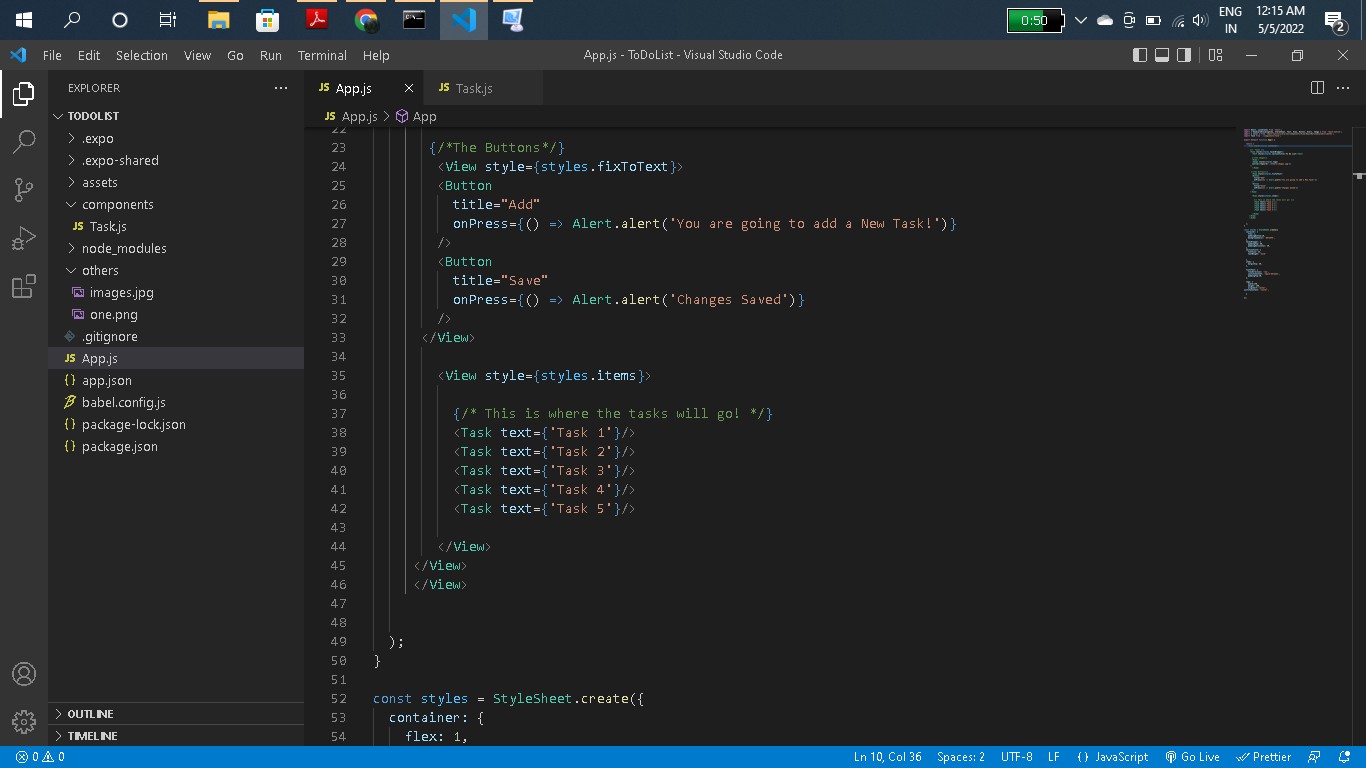 0:50
ENG
IN
12:15 AM
5/5/2022
2
File Edit Selection View Go Run Terminal Help
App.js - ToDoList - Visual Studio Code
EXPLORER
TODOLIST
.expo
.expo-shared
assets
components
JS Task.js
node_modules
others
images.jpg
one.png
.gitignore
JS App.js
{} app.json
babel.config.js
{} package-lock.json
{} package.json
OUTLINE
TIMELINE
JS App.js JS Task.js
JS App.js > App
22
23 {/*The Buttons*/}
24 <View style={styles.fixToText}>
25 <Button
26 title="Add"
27 onPress={() => Alert.alert('You are going to add a New Task!')}
28 />
29 <Button
30 title="Save"
31 onPress={() => Alert.alert('Changes Saved')}
32 />
33 </View>
34
35 <View style={styles.items}>
36
37 {/* This is where the tasks will go! */}
38 <Task text={'Task 1'}/>
39 <Task text={'Task 2'}/>
40 <Task text={'Task 3'}/>
41 <Task text={'Task 4'}/>
42 <Task text={'Task 5'}/>
43
44 </View>
45 </View>
46 </View>
47
48
49 );
50 }
51
52 const styles = StyleSheet.create({
53 container: {
54 flex: 1,
0 0 Ln 10, Col 36 Spaces: 2 UTF-8 LF {} JavaScript Go Live Prettier